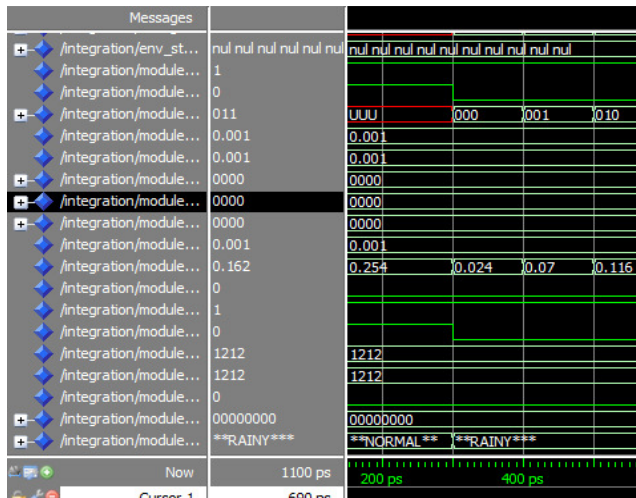 Messages
/integration/env_st... nul nul nul nul nul nul nul nul nul nul nul nul nul nul nul nul
/integration/module... 1
/integration/module... 0
/integration/module... 011 UUU 000 001 010
/integration/module... 0.001 0.001
/integration/module... 0.001 0.001
/integration/module... 0000 0000
/integration/module... 0000 0000
/integration/module... 0000 0000
/integration/module... 0.001 0.001
/integration/module... 0.162 0.254 0.024 0.07 0.116
/integration/module... 0
/integration/module... 1
/integration/module... 0
/integration/module... 1212 1212
/integration/module... 1212 1212
/integration/module... 0
/integration/module... 00000000 00000000
/integration/module... **RAINY*** **NORMAL** **RAINY***
Now 1100 ps 200 ps 400 ps
Cursor 1 690 ps